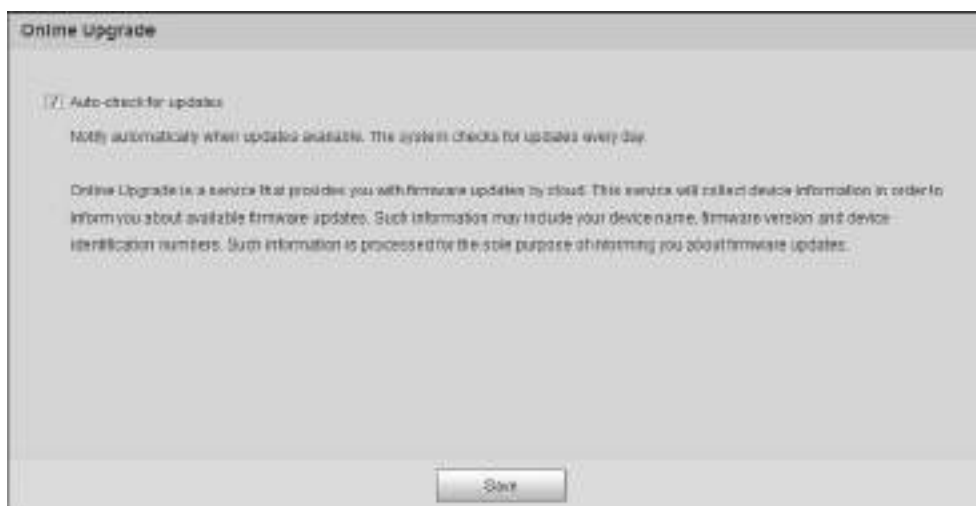 Online Upgrade
Auto-check for updates
Notify automatically when updates available. The system checks for updates every day.
Online Upgrade is a service that provides you with firmware updates by cloud. This service will collect device information in order to
inform you about available firmware updates. Such information may include your device name, firmware version and device
identification numbers. Such information is processed for the sole purpose of informing you about firmware updates.
Save